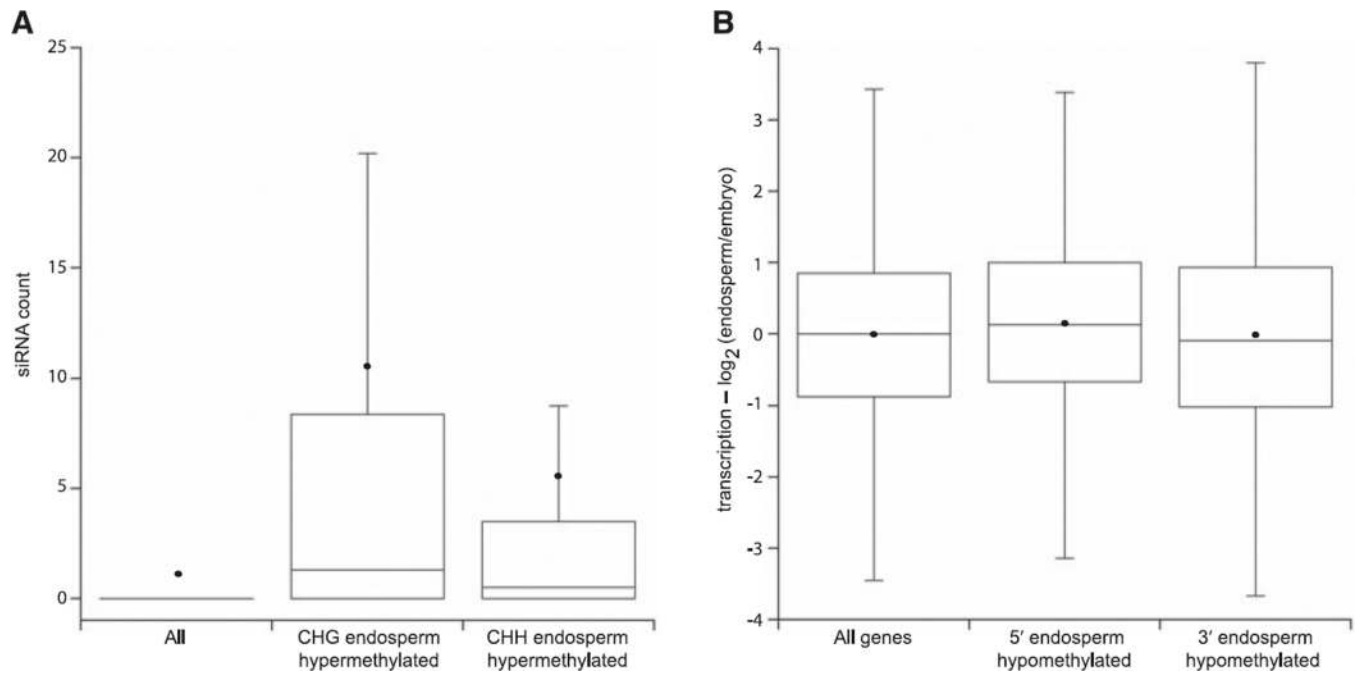 A
25
20
15
10
5
0
siRNA count
All
CHG endosperm
hypermethylated
CHH endosperm
hypermethylated
B
4
3
2
1
0
-1
-2
-3
-4
transcription – log2 (endosperm/embryo)
All genes
5′ endosperm
hypomethylated
3′ endosperm
hypomethylated